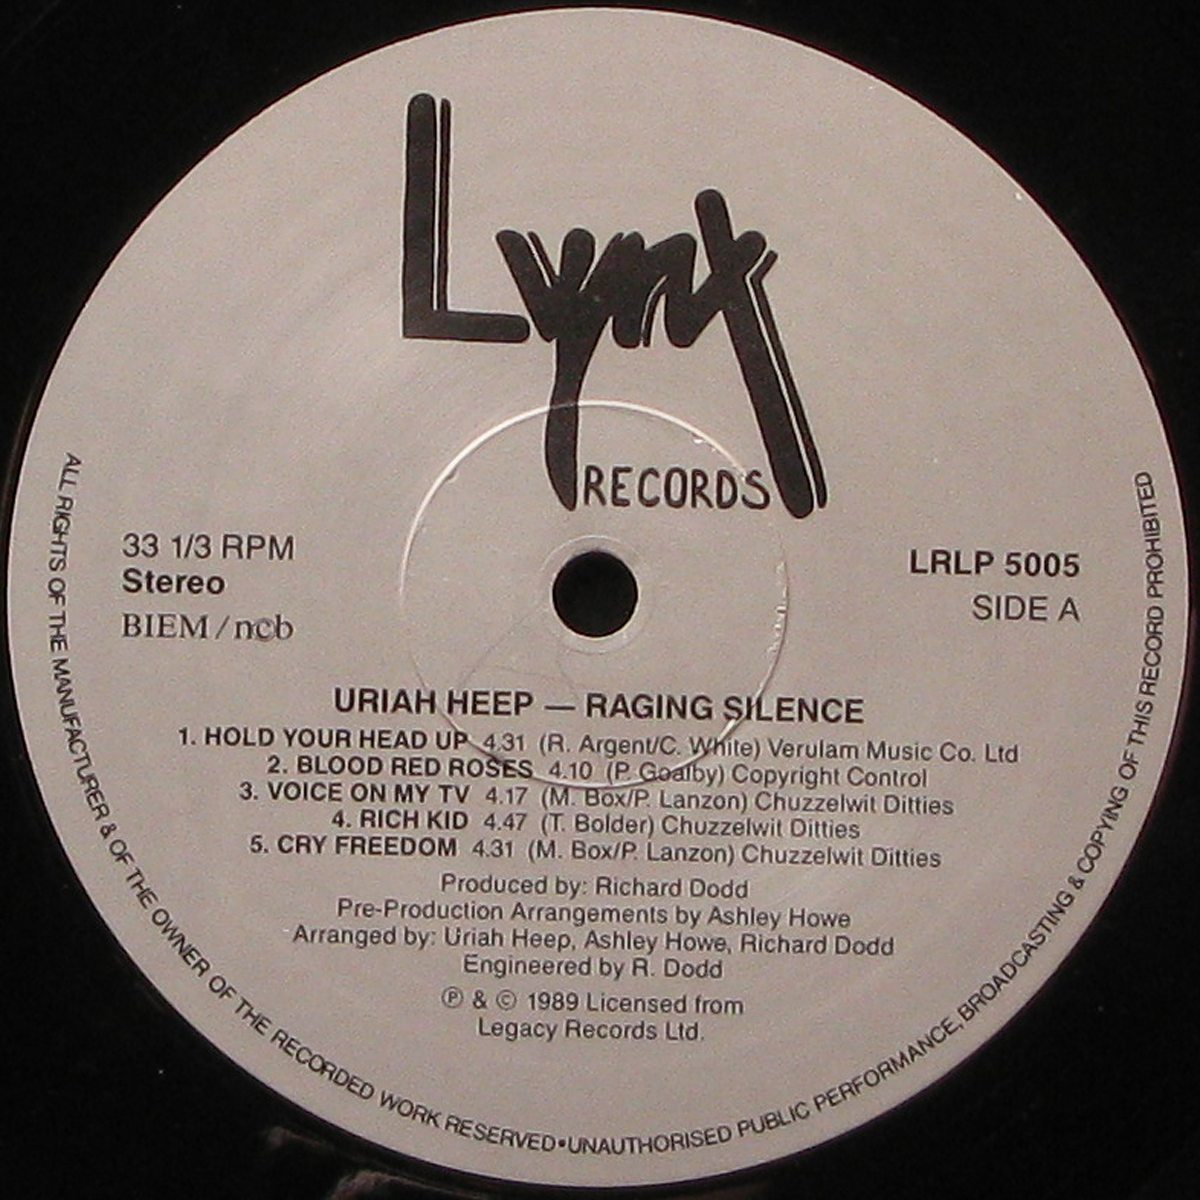 Lynx
RECORDS
33 1/3 RPM
Stereo
BIEM/ncb
LRLP 5005
SIDE A
URIAH HEEP — RAGING SILENCE
1. HOLD YOUR HEAD UP 4.31 (R. Argent/C. White) Verulam Music Co. Ltd
2. BLOOD RED ROSES 4.10 (P. Goalby) Copyright Control
3. VOICE ON MY TV 4.17 (M. Box/P. Lanzon) Chuzzelwit Ditties
4. RICH KID 4.47 (T. Bolder) Chuzzelwit Ditties
5. CRY FREEDOM 4.31 (M. Box/P. Lanzon) Chuzzelwit Ditties
Produced by: Richard Dodd
Pre-Production Arrangements by Ashley Howe
Arranged by: Uriah Heep, Ashley Howe, Richard Dodd
Engineered by R. Dodd
℗ & © 1989 Licensed from
Legacy Records Ltd.
ALL RIGHTS OF THE MANUFACTURER & OF THE OWNER OF THE RECORDED WORK RESERVED•UNAUTHORISED PUBLIC PERFORMANCE, BROADCASTING & COPYING OF THIS RECORD PROHIBITED